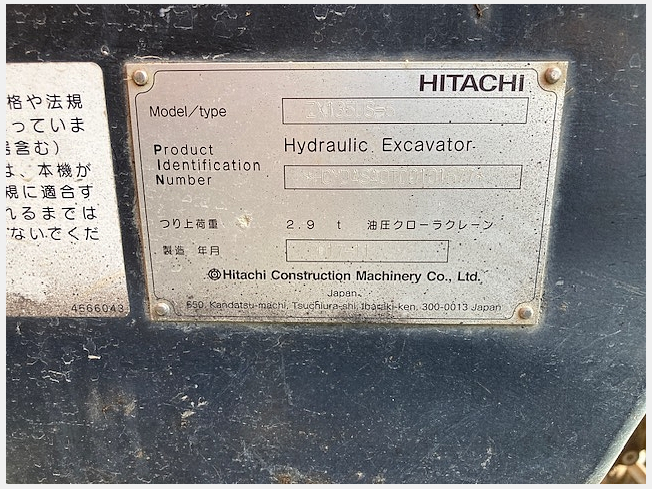 格や法規
っていま
含む)
は、本機が
規に適合す
れるまでは
ないでくだ
4566043
HITACHI
Model/type
Product
Identification
Number
Hydraulic Excavator
つり上荷重 2.9 t 油圧クローラクレーン
製造 年月
Hitachi Construction Machinery Co., Ltd.
Japan
650, Kandatsu-machi, Tsuchiura-shi, Ibaraki-ken, 300-0013 Japan